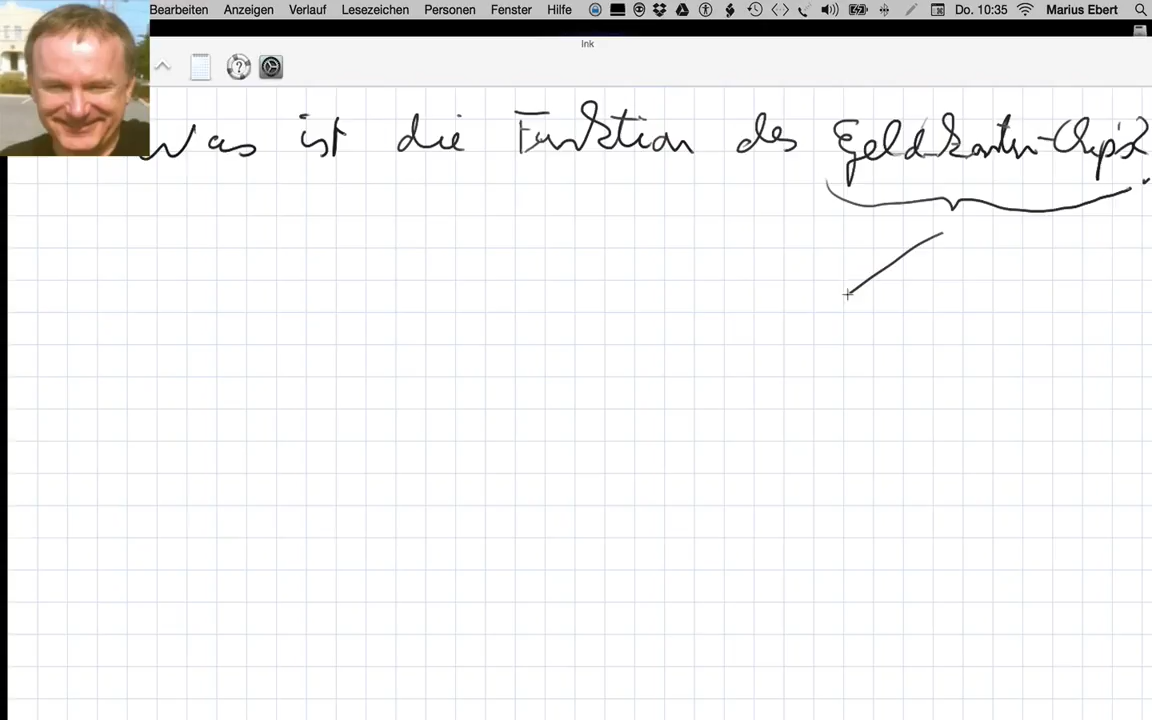 Bearbeiten Anzeigen Verlauf Lesezeichen Personen Fenster Hilfe Do. 10:35 Marius Ebert
Ink
Was ist die Funktion des Geldkarten-Chips?